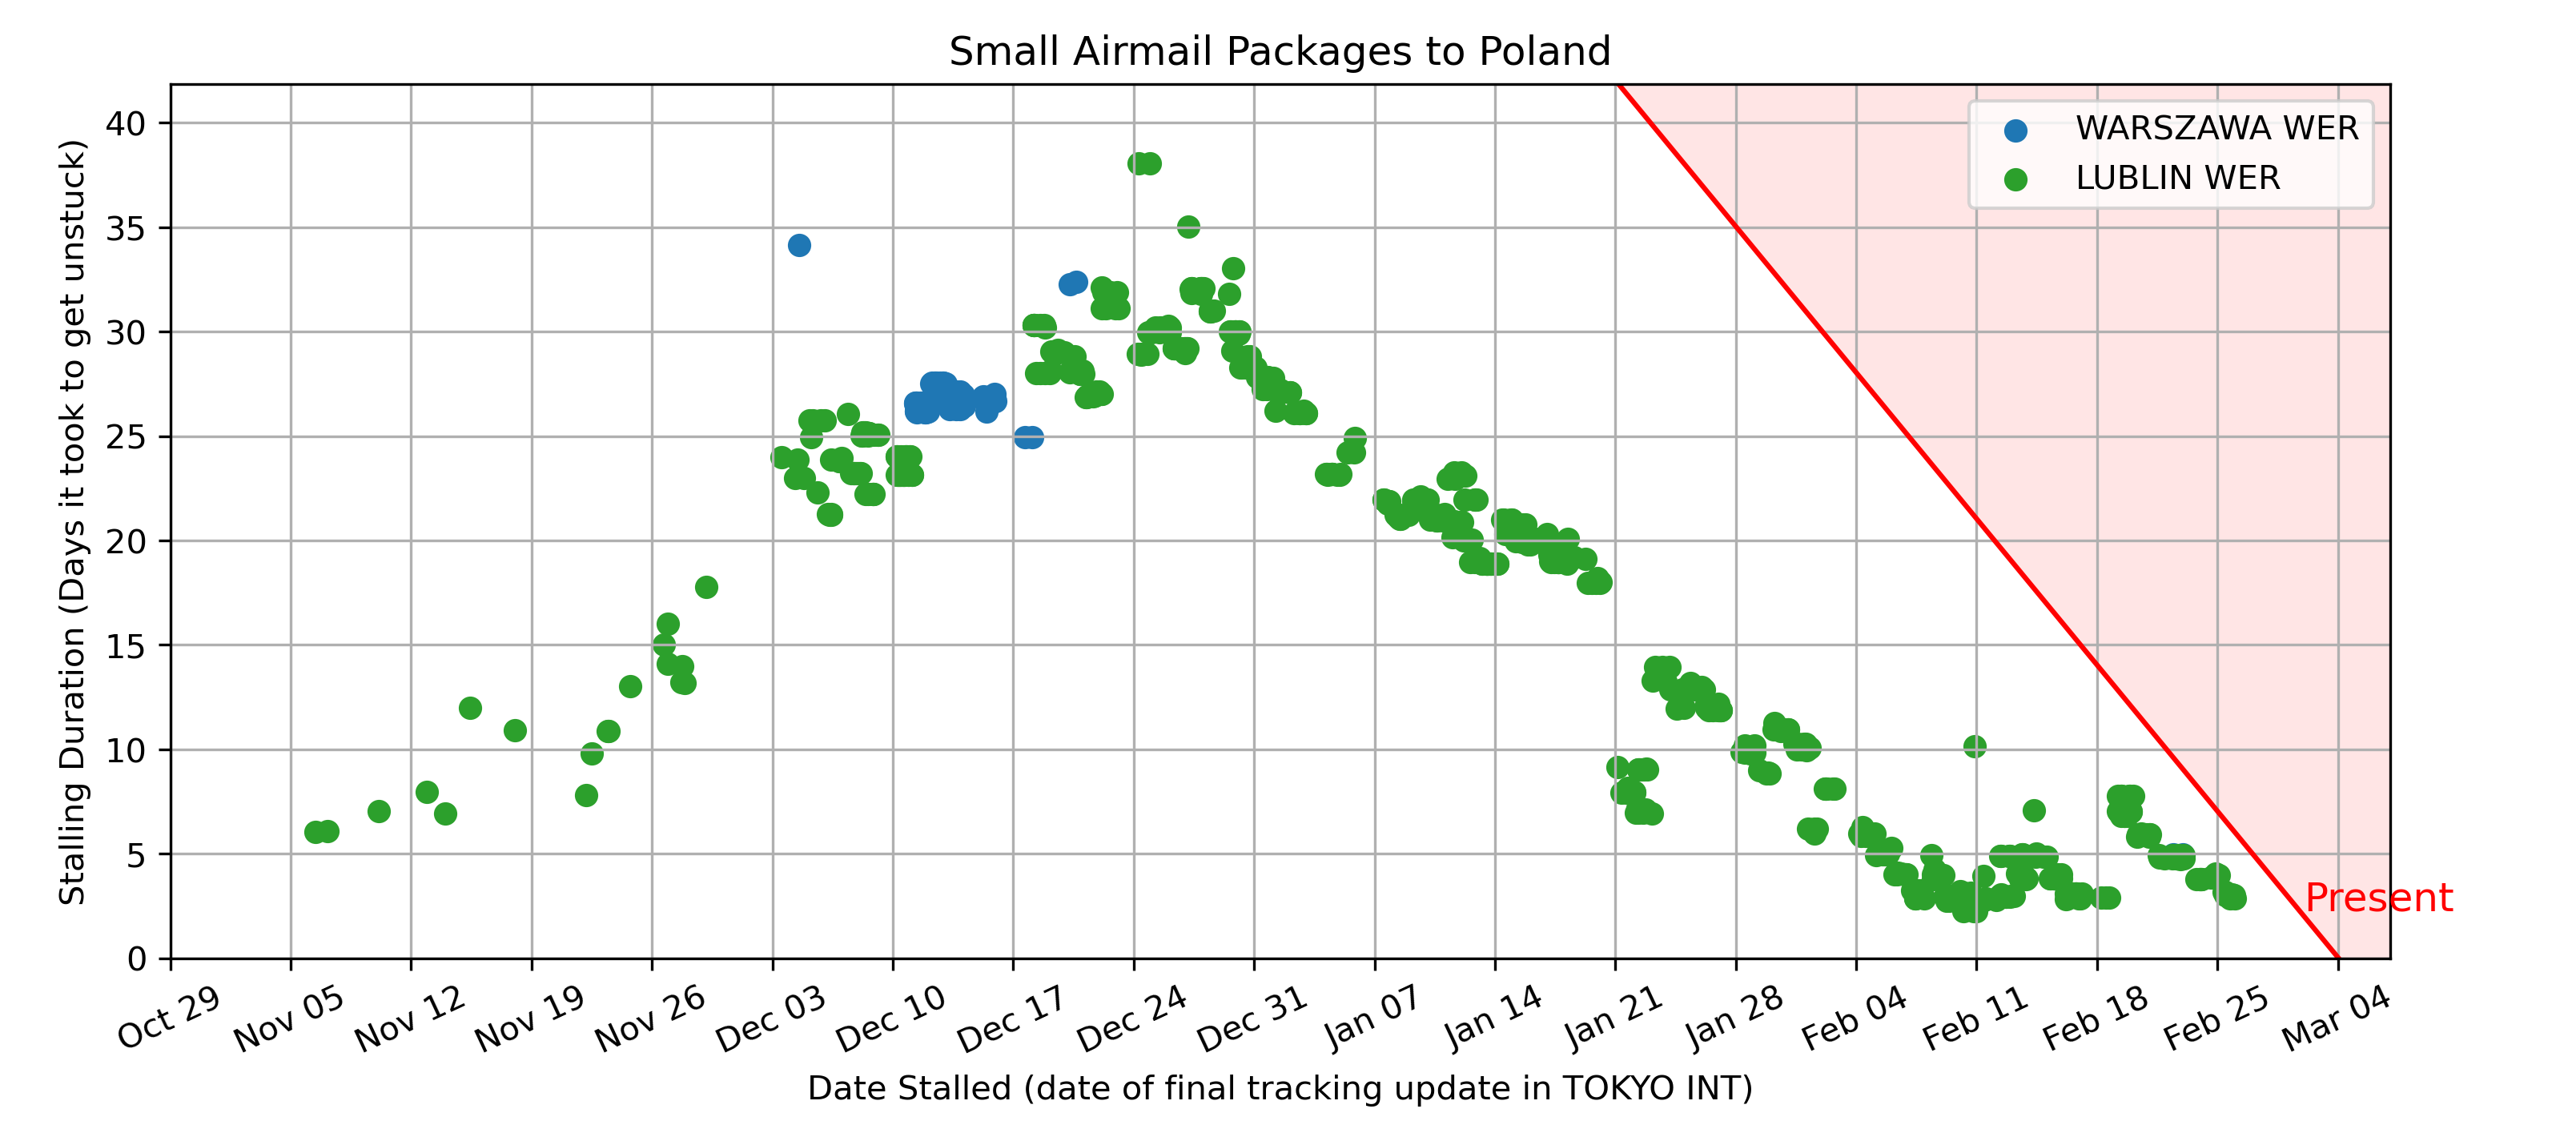 Small Airmail Packages to Poland
Stalling Duration (Days it took to get unstuck)
40
35
30
25
20
15
10
5
0
WARSZAWA WER
LUBLIN WER
Present
Oct 29
Nov 05
Nov 12
Nov 19
Nov 26
Dec 03
Dec 10
Dec 17
Dec 24
Dec 31
Jan 07
Jan 14
Jan 21
Jan 28
Feb 04
Feb 11
Feb 18
Feb 25
Mar 04
Date Stalled (date of final tracking update in TOKYO INT)